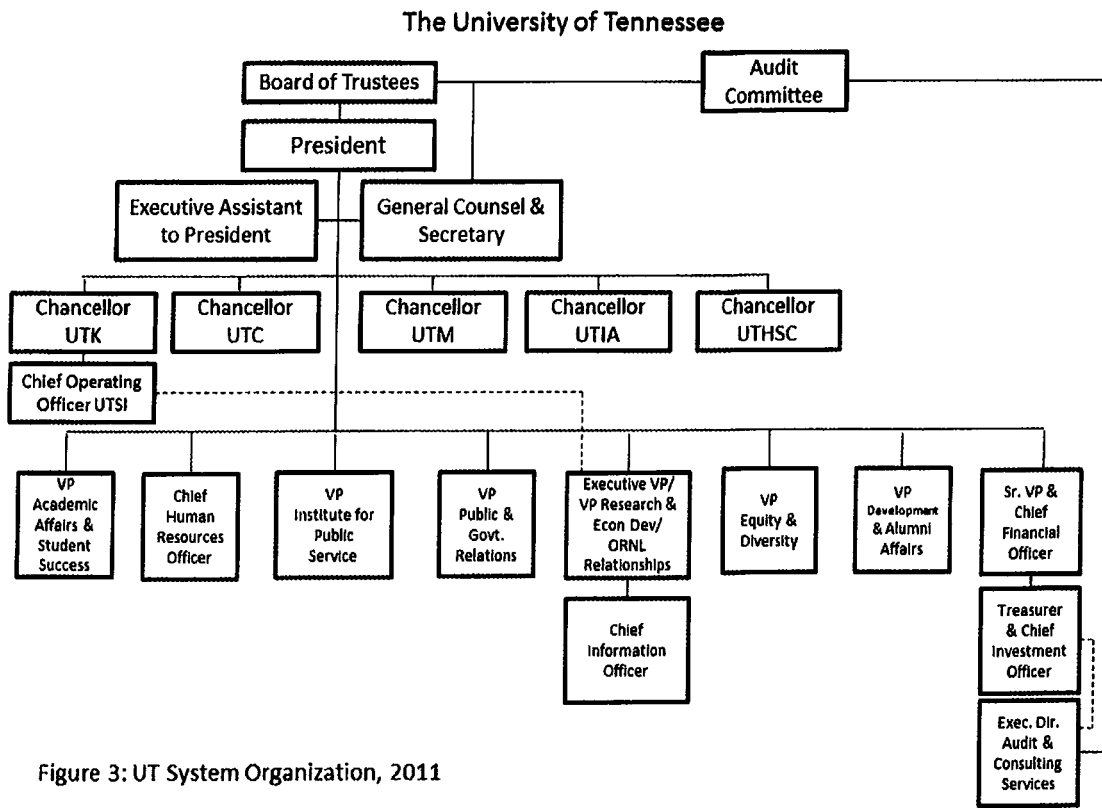 The University of Tennessee
Board of Trustees
Audit
Committee
President
Executive Assistant
to President
General Counsel &
Secretary
Chancellor
UTK
Chancellor
UTC
Chancellor
UTM
Chancellor
UTIA
Chancellor
UTHSC
Chief Operating
Officer UTSI
VP
Academic
Affairs &
Student
Success
Chief
Human
Resources
Officer
VP
Institute for
Public
Service
VP
Public &
Govt.
Relations
Executive VP/
VP Research &
Econ Dev/
ORNL
Relationships
VP
Equity &
Diversity
VP
Development
& Alumni
Affairs
Sr. VP &
Chief
Financial
Officer
Chief
Information
Officer
Treasurer
& Chief
Investment
Officer
Exec. Dir.
Audit &
Consulting
Services
Figure 3: UT System Organization, 2011